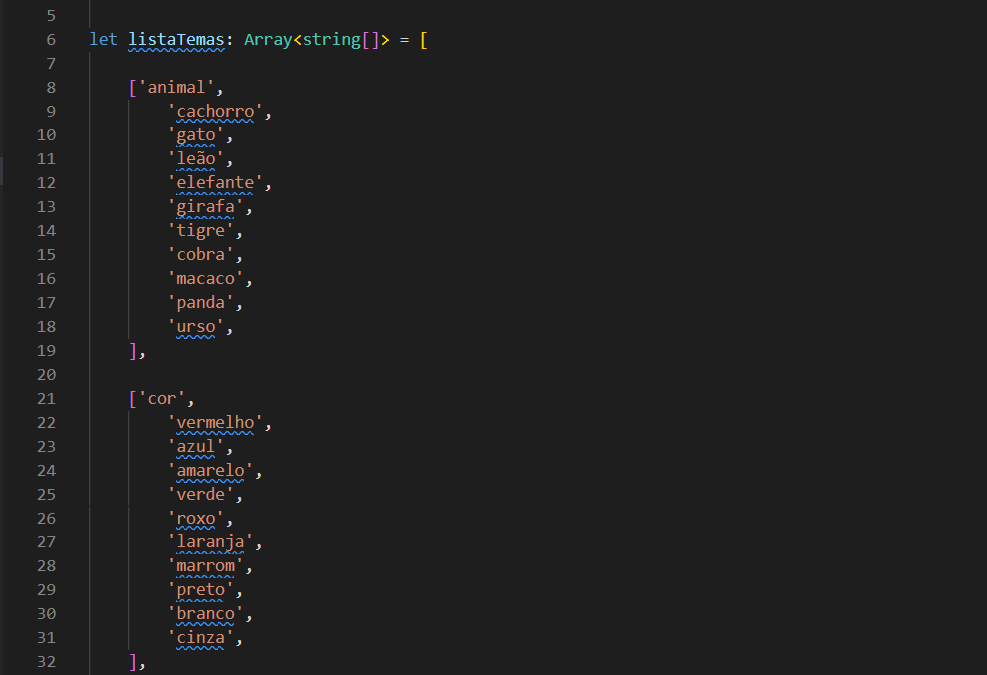 5
6 let listaTemas: Array<string[]> = [
7
8 ['animal',
9 'cachorro',
10 'gato',
11 'leão',
12 'elefante',
13 'girafa',
14 'tigre',
15 'cobra',
16 'macaco',
17 'panda',
18 'urso',
19 ],
20
21 ['cor',
22 'vermelho',
23 'azul',
24 'amarelo',
25 'verde',
26 'roxo',
27 'laranja',
28 'marrom',
29 'preto',
30 'branco',
31 'cinza',
32 ],